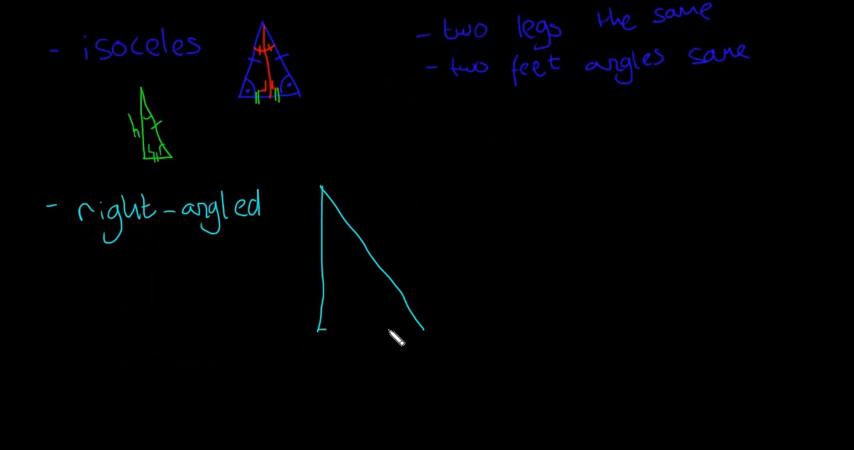 - isoceles
- two legs the same
- two feet angles same
h
- right-angled